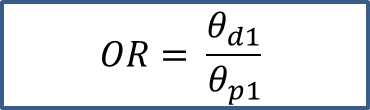 OR = θd1 / θp1